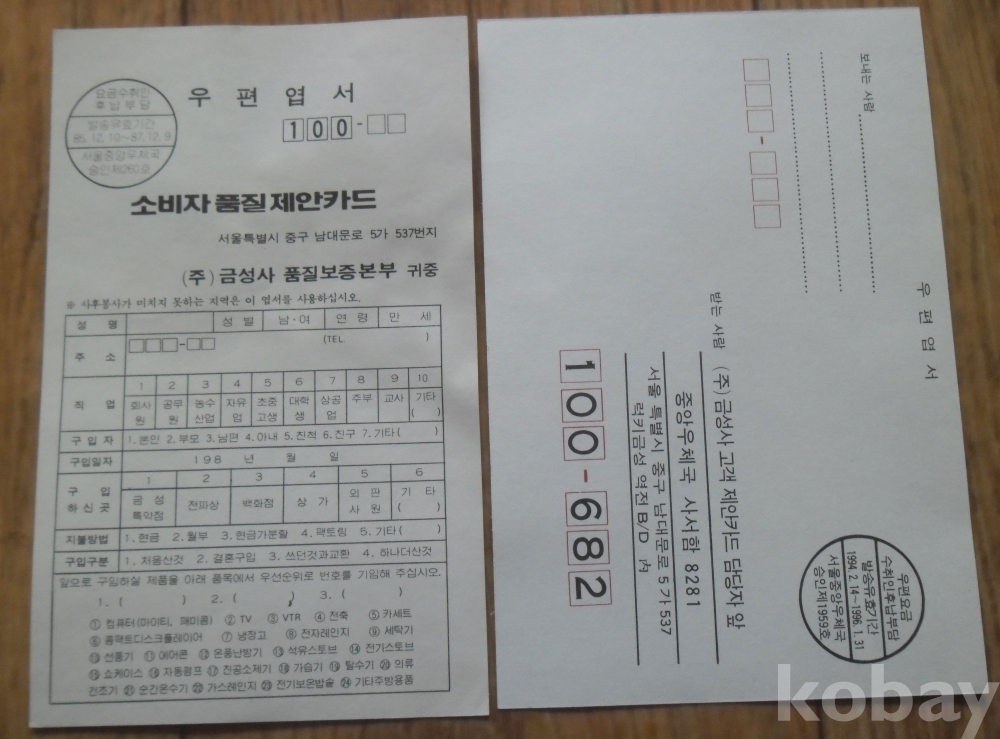 요금수취인
후납부담
발송유효기간
85. 12. 10~87. 12. 9
서울중앙우체국
승인제260호
우 편 엽 서
100-□□
소비자 품질 제안카드
서울특별시 중구 남대문로 5가 537번지
(주) 금성사 품질보증본부 귀중
※ 사후봉사가 미치지 못하는 지역은 이 엽서를 사용하십시오.
성 명 성 별 남·여 연 령 만 세
주 소 □□□-□□ (TEL. )
직 업
1 2 3 4 5 6 7 8 9 10
회사원 공무원 농수산업 자유업 초중고생 대학생 상공업 주부 교사 기타( )
구 입 자 1.본인 2.부모 3.남편 4.아내 5.친척 6.친구 7.기타( )
구입일자 198 년 월 일
구 입 하신곳
1 2 3 4 5 6
금성특약점 전파상 백화점 상 가 외판사원 기 타( )
지불방법 1.현금 2.월부 3.현금가분할 4.팩토링 5.기타( )
구입구분 1.처음산것 2.결혼구입 3.쓰던것과교환 4.하나더산것
앞으로 구입하실 제품을 아래 품목에서 우선순위로 번호를 기입해 주십시오.
1. ( ) 2. ( ) 3. ( )
① 컴퓨터(마이티, 패미콤) ② TV ③ VTR ④ 전축 ⑤ 카세트
⑥ 콤팩트디스크플레이어 ⑦ 냉장고 ⑧ 전자레인지 ⑨ 세탁기
⑩ 선풍기 ⑪ 에어콘 ⑫ 온풍난방기 ⑬ 석유스토브 ⑭ 전기스토브
⑮ 쇼케이스 ⑯ 자동펌프 ⑰ 진공소제기 ⑱ 가습기 ⑲ 탈수기 ⑳ 의류
건조기 ㉑ 순간온수기 ㉒ 가스레인지 ㉓ 전기보온밥솥 ㉔ 기타주방용품
우 편 엽 서
보내는 사람
□□□-□□□
받는 사람 (주) 금성사 고객 제안카드 담당자 앞
중앙우체국 사서함 8281
서울 특별시 중구 남대문로 5가 537
럭키금성 역전 B/D 내
100-682
우편요금
수취인후납부담
발송유효기간
1994. 2. 14~1996. 1. 31
서울중앙우체국
승인제1959호
kobay